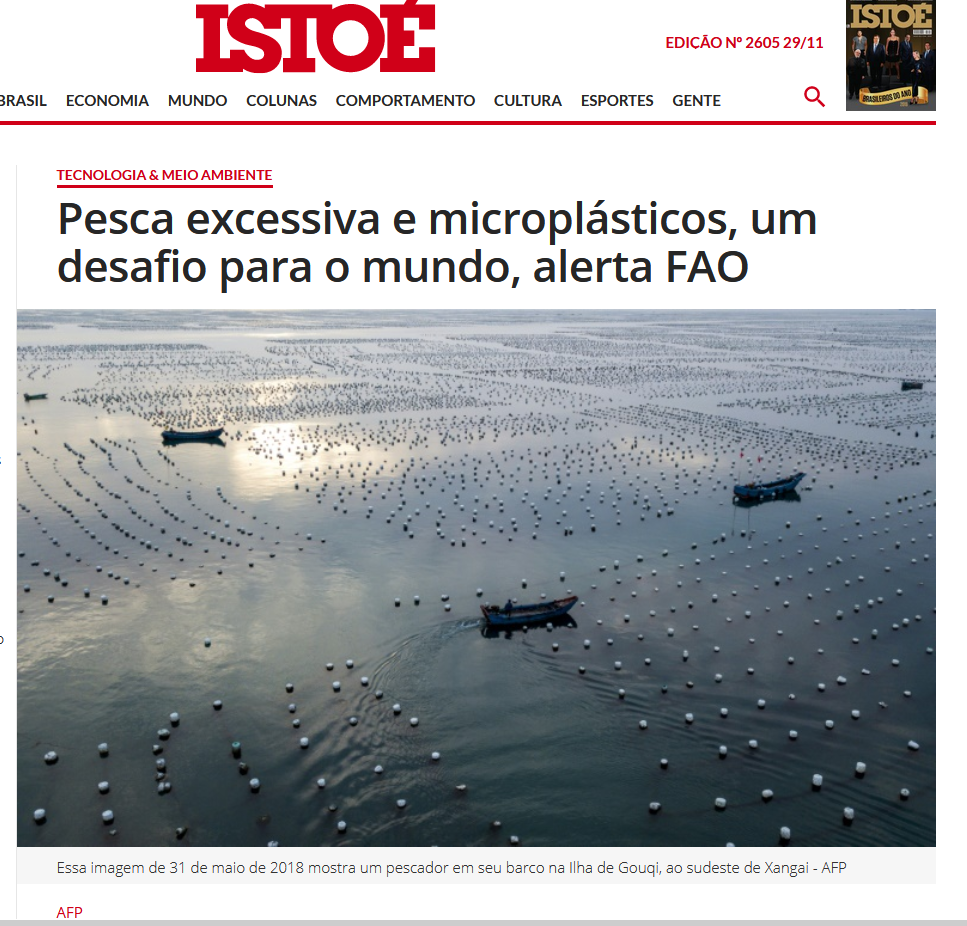 ISTOÉ
EDIÇÃO Nº 2605 29/11
ISTOÉ
BRASILEIROS DO ANO
BRASIL ECONOMIA MUNDO COLUNAS COMPORTAMENTO CULTURA ESPORTES GENTE
TECNOLOGIA & MEIO AMBIENTE
Pesca excessiva e microplásticos, um
desafio para o mundo, alerta FAO
Essa imagem de 31 de maio de 2018 mostra um pescador em seu barco na Ilha de Gouqi, ao sudeste de Xangai - AFP
AFP